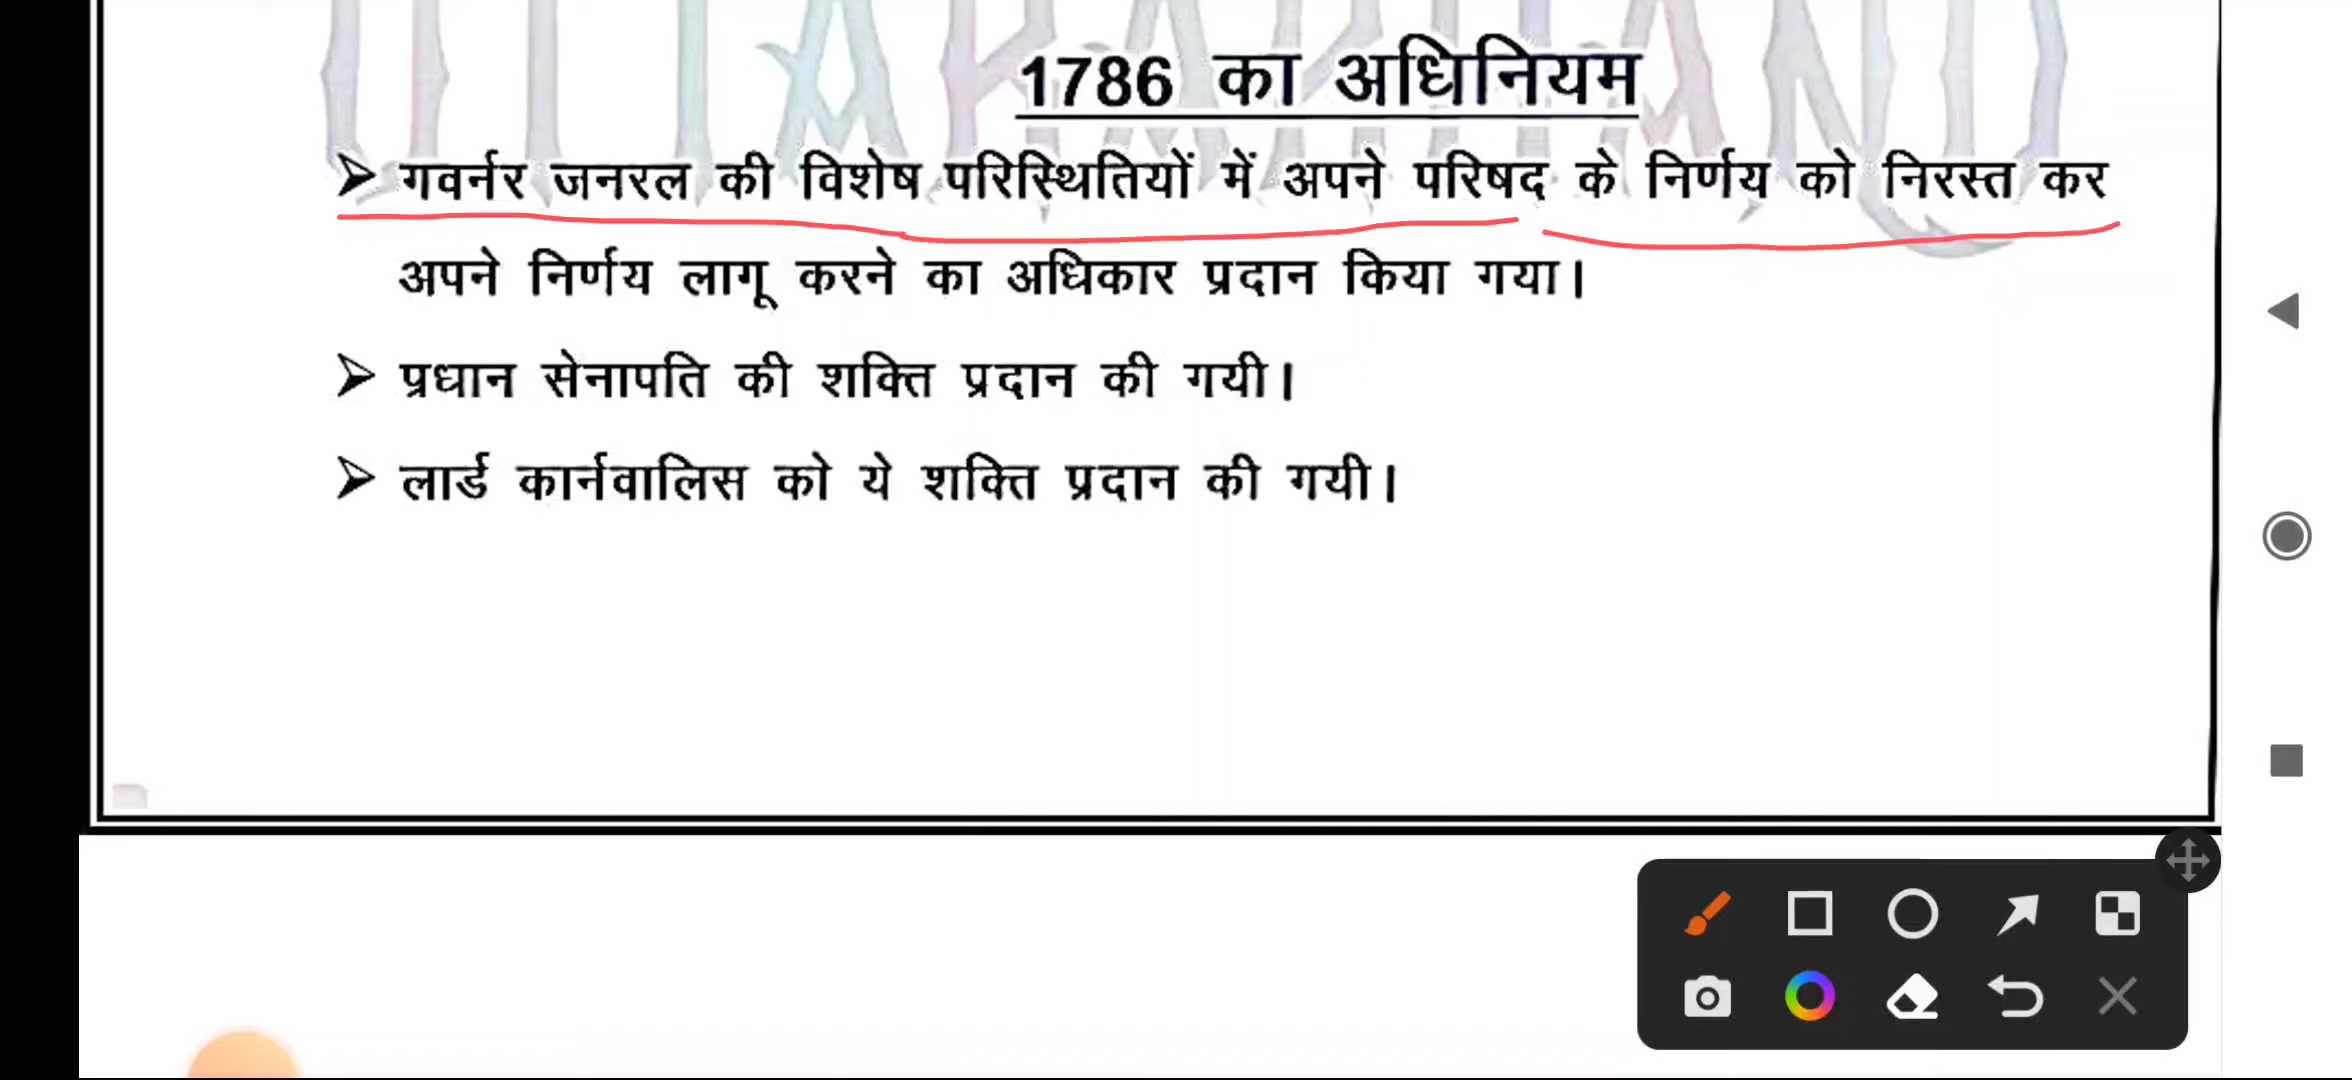 UTTARAKHAND
1786 का अधिनियम
➤ गवर्नर जनरल की विशेष परिस्थितियों में अपने परिषद के निर्णय को निरस्त कर
अपने निर्णय लागू करने का अधिकार प्रदान किया गया।
➤ प्रधान सेनापति की शक्ति प्रदान की गयी।
➤ लार्ड कार्नवालिस को ये शक्ति प्रदान की गयी।